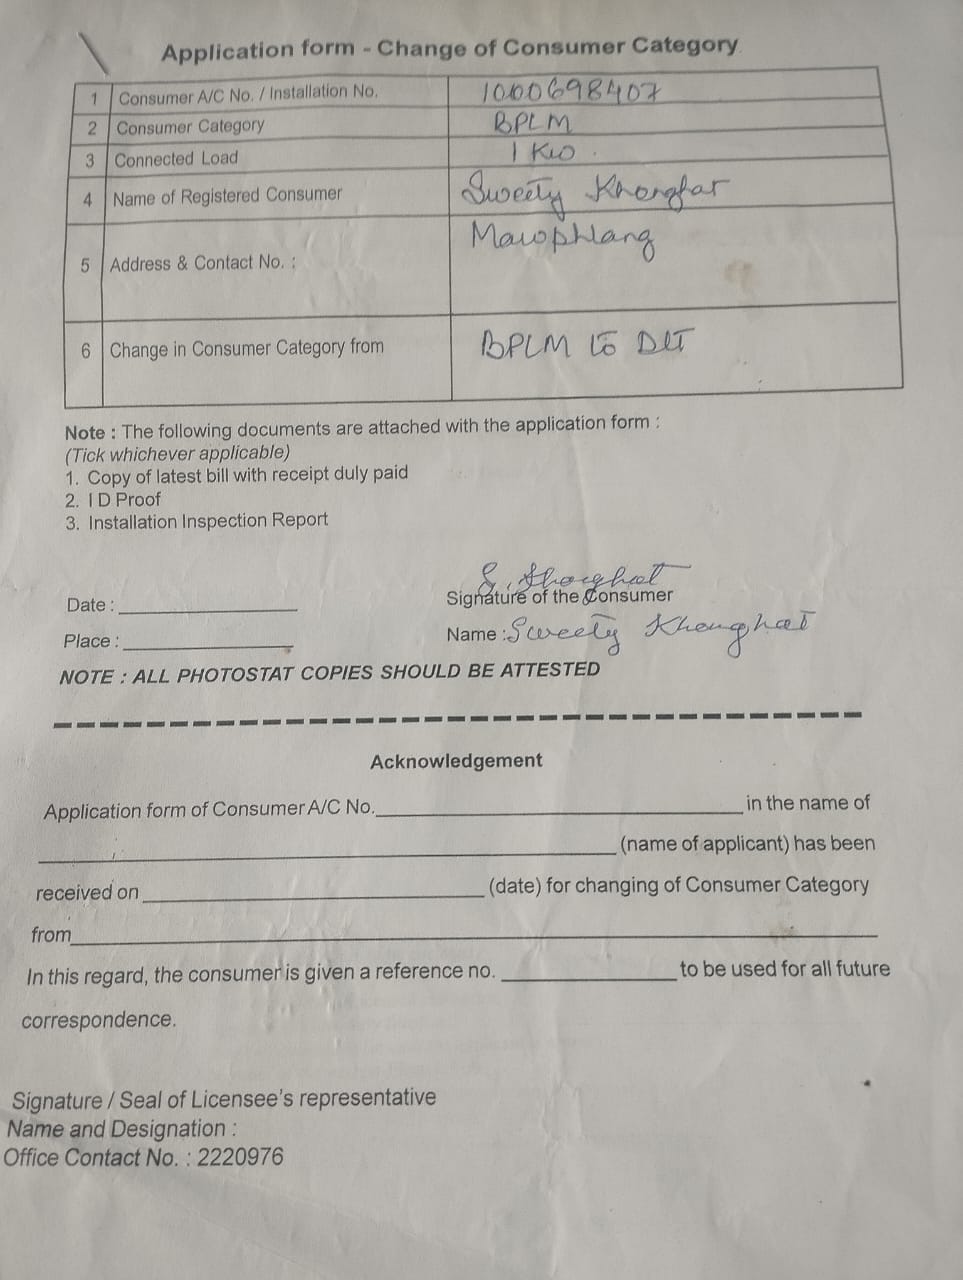 Application form - Change of Consumer Category
1 Consumer A/C No. / Installation No. 1000698407
2 Consumer Category BPLM
3 Connected Load 1 KW
4 Name of Registered Consumer Sweety Khonghat
5 Address & Contact No. : Mawphlang
6 Change in Consumer Category from BPLM to DLT
Note : The following documents are attached with the application form :
(Tick whichever applicable)
1. Copy of latest bill with receipt duly paid
2. I D Proof
3. Installation Inspection Report
S. Khonghat
Date : Signature of the Consumer
Place : Name : Sweety Khonghat
NOTE : ALL PHOTOSTAT COPIES SHOULD BE ATTESTED
Acknowledgement
Application form of Consumer A/C No. in the name of
(name of applicant) has been
received on (date) for changing of Consumer Category
from
In this regard, the consumer is given a reference no. to be used for all future
correspondence.
Signature / Seal of Licensee's representative
Name and Designation :
Office Contact No. : 2220976